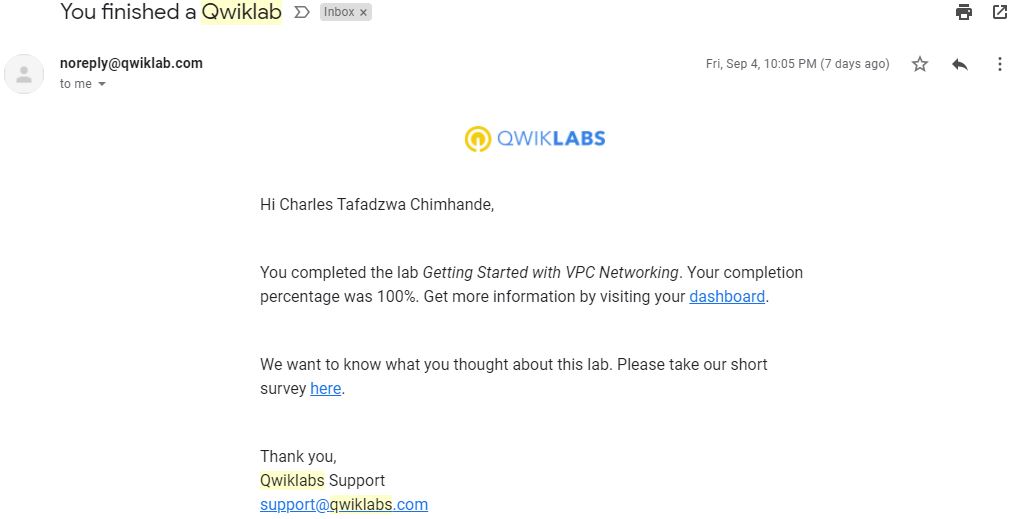 You finished a Qwiklab Inbox ×
noreply@qwiklab.com Fri, Sep 4, 10:05 PM (7 days ago)
to me
QWIKLABS
Hi Charles Tafadzwa Chimhande,
You completed the lab Getting Started with VPC Networking. Your completion
percentage was 100%. Get more information by visiting your dashboard.
We want to know what you thought about this lab. Please take our short
survey here.
Thank you,
Qwiklabs Support
support@qwiklabs.com